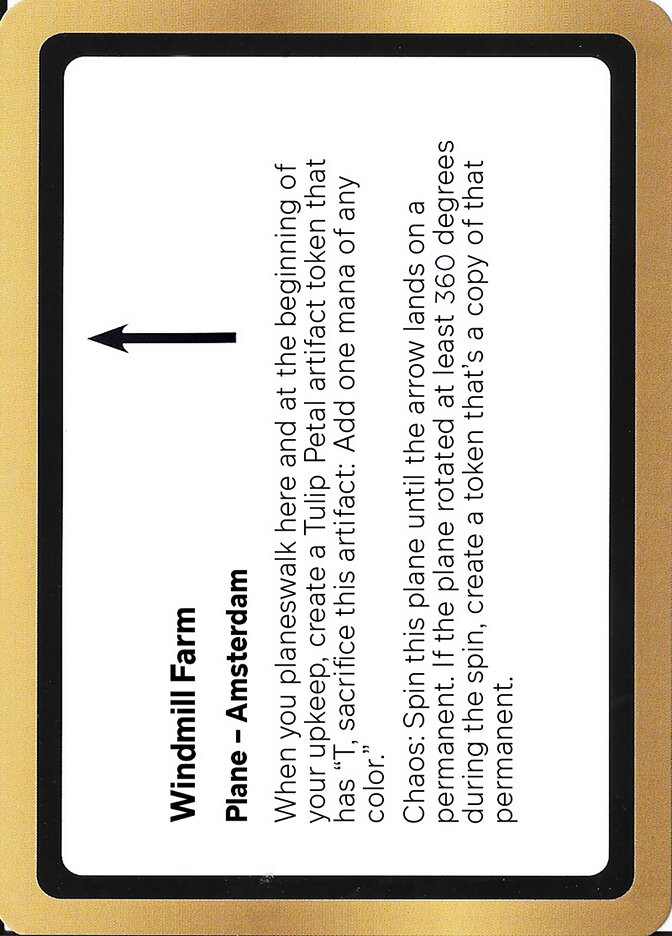 Windmill Farm
Plane – Amsterdam
When you planeswalk here and at the beginning of
your upkeep, create a Tulip Petal artifact token that
has “T, sacrifice this artifact: Add one mana of any
color.”
Chaos: Spin this plane until the arrow lands on a
permanent. If the plane rotated at least 360 degrees
during the spin, create a token that’s a copy of that
permanent.